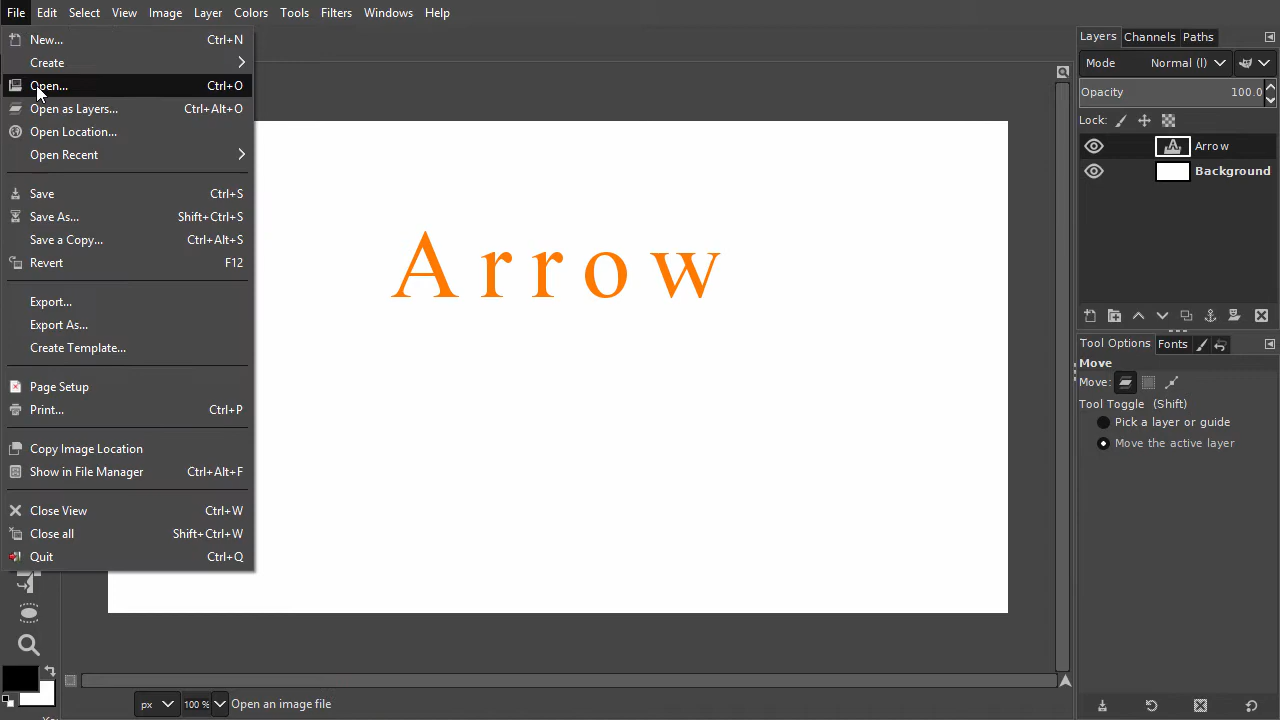 File Edit Select View Image Layer Colors Tools Filters Windows Help
New... Ctrl+N
Create
Open... Ctrl+O
Open as Layers... Ctrl+Alt+O
Open Location...
Open Recent
Save Ctrl+S
Save As... Shift+Ctrl+S
Save a Copy... Ctrl+Alt+S
Revert F12
Export...
Export As...
Create Template...
Page Setup
Print... Ctrl+P
Copy Image Location
Show in File Manager Ctrl+Alt+F
Close View Ctrl+W
Close all Shift+Ctrl+W
Quit Ctrl+Q
Arrow
px 100 % Open an image file
Layers Channels Paths
Mode Normal (l)
Opacity 100.0
Lock:
Arrow
Background
Tool Options Fonts
Move
Move:
Tool Toggle (Shift)
Pick a layer or guide
Move the active layer